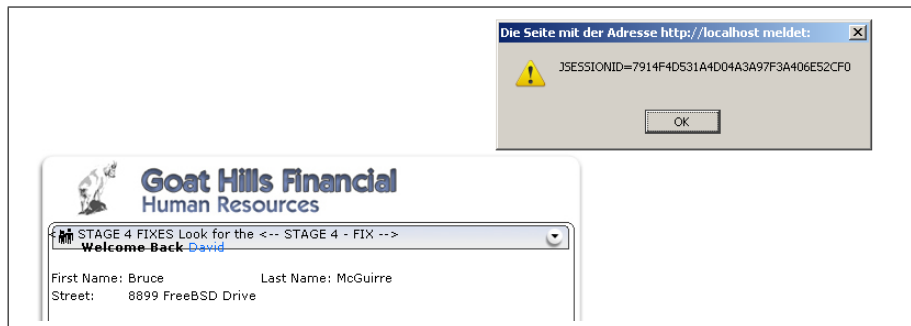 Die Seite mit der Adresse http://localhost meldet:
JSESSIONID=7914F4D531A4D04A3A97F3A406E52CF0
OK
Goat Hills Financial
Human Resources
< STAGE 4 FIXES Look for the <-- STAGE 4 - FIX -->
Welcome Back David
First Name: Bruce Last Name: McGuirre
Street: 8899 FreeBSD Drive